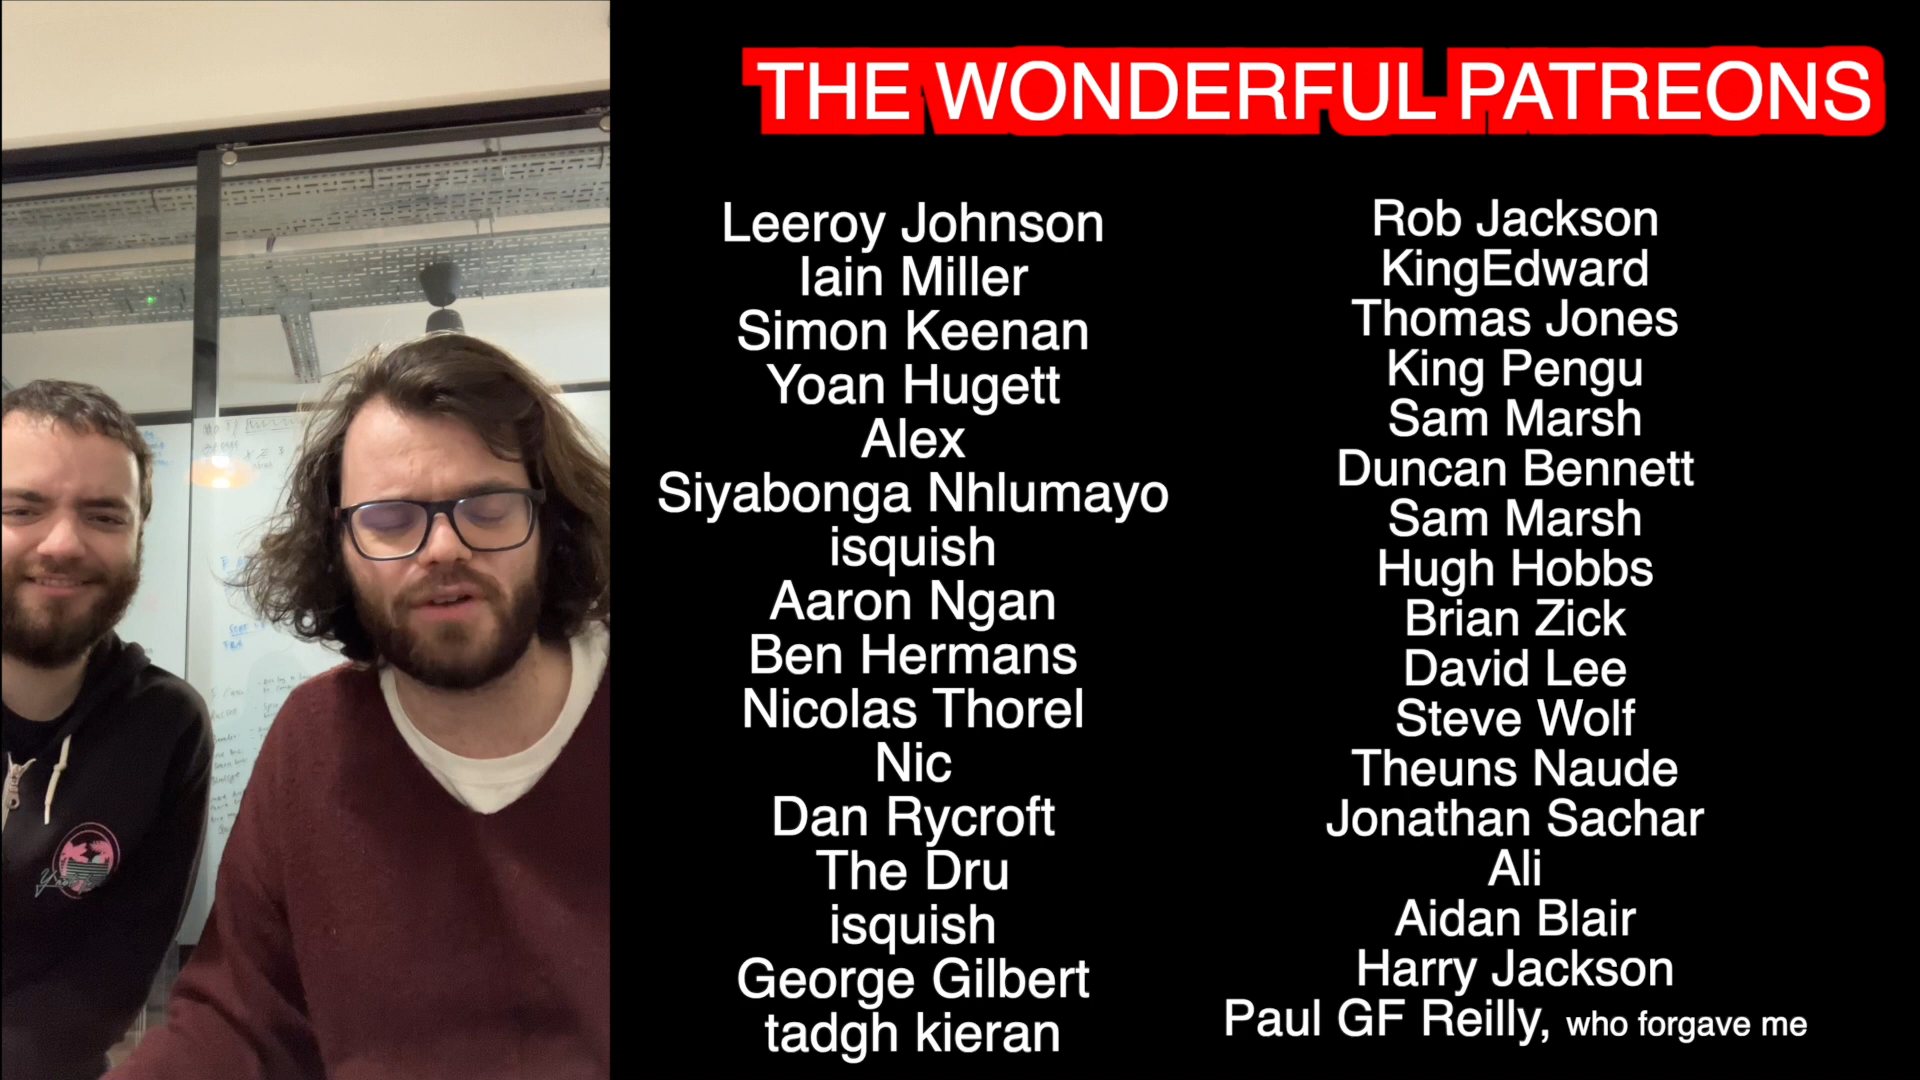 THE WONDERFUL PATREONS
Leeroy Johnson
Iain Miller
Simon Keenan
Yoan Hugett
Alex
Siyabonga Nhlumayo
isquish
Aaron Ngan
Ben Hermans
Nicolas Thorel
Nic
Dan Rycroft
The Dru
isquish
George Gilbert
tadgh kieran
Rob Jackson
KingEdward
Thomas Jones
King Pengu
Sam Marsh
Duncan Bennett
Sam Marsh
Hugh Hobbs
Brian Zick
David Lee
Steve Wolf
Theuns Naude
Jonathan Sachar
Ali
Aidan Blair
Harry Jackson
Paul GF Reilly, who forgave me